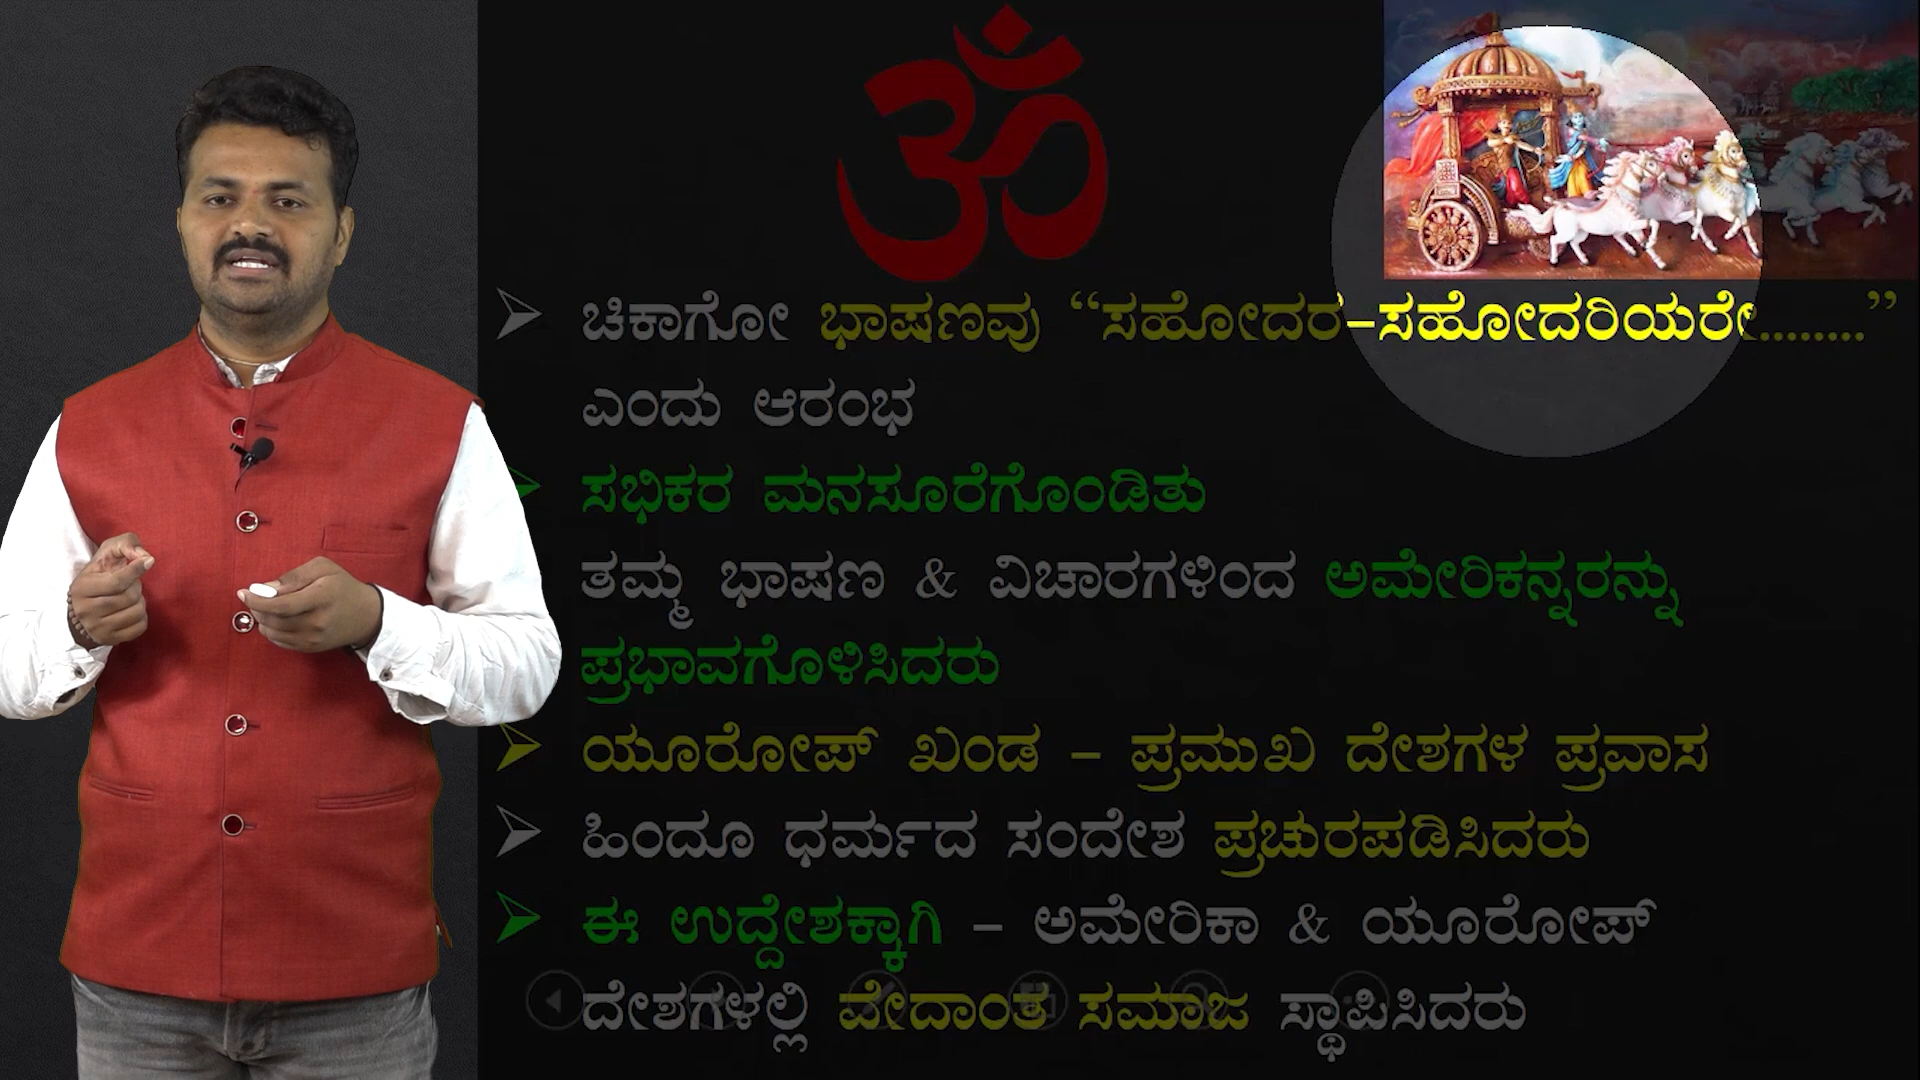 ॐ
ಚಿಕಾಗೋ ಭಾಷಣವು “ಸಹೋದರ-ಸಹೋದರಿಯರೇ........”
ಎಂದು ಆರಂಭ
ಸಭಿಕರ ಮನಸೂರೆಗೊಂಡಿತು
ತಮ್ಮ ಭಾಷಣ & ವಿಚಾರಗಳಿಂದ ಅಮೇರಿಕನ್ನರನ್ನು
ಪ್ರಭಾವಗೊಳಿಸಿದರು
ಯೂರೋಪ್ ಖಂಡ – ಪ್ರಮುಖ ದೇಶಗಳ ಪ್ರವಾಸ
ಹಿಂದೂ ಧರ್ಮದ ಸಂದೇಶ ಪ್ರಚುರಪಡಿಸಿದರು
ಈ ಉದ್ದೇಶಕ್ಕಾಗಿ – ಅಮೇರಿಕಾ & ಯೂರೋಪ್
ದೇಶಗಳಲ್ಲಿ ವೇದಾಂತ ಸಮಾಜ ಸ್ಥಾಪಿಸಿದರು